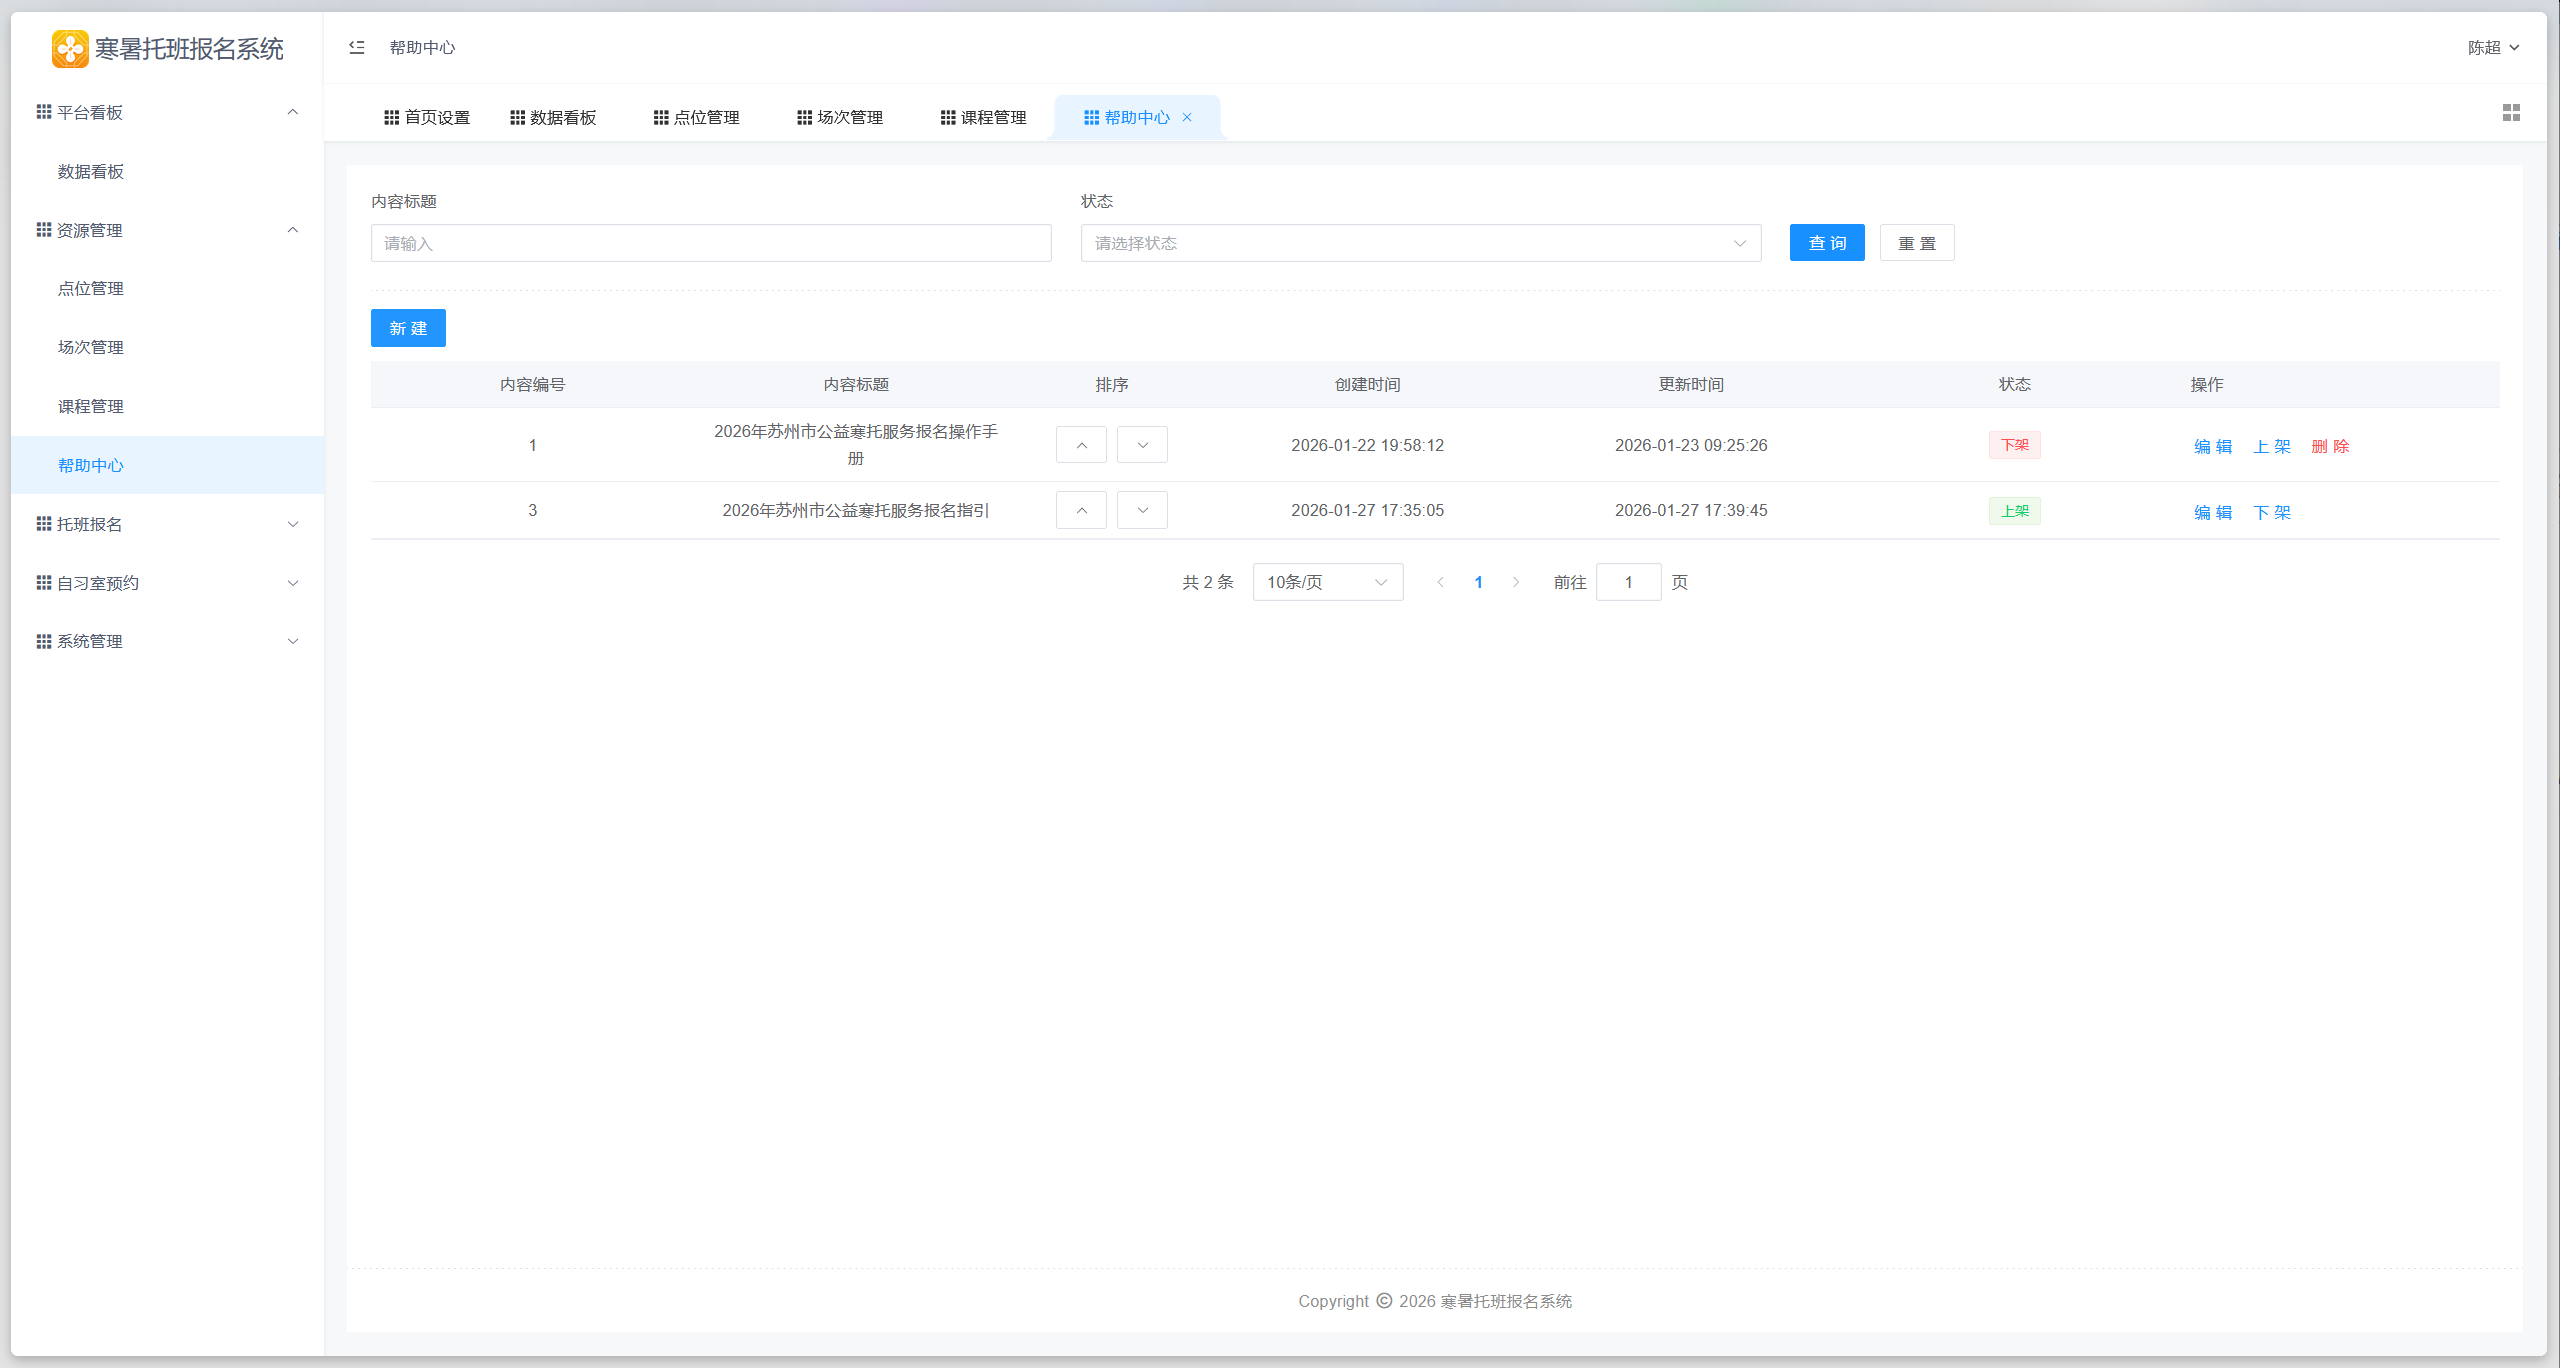 寒暑托班报名系统
帮助中心
陈超
平台看板
数据看板
资源管理
点位管理
场次管理
课程管理
帮助中心
托班报名
自习室预约
系统管理
首页设置 数据看板 点位管理 场次管理 课程管理 帮助中心
内容标题 状态
请输入 请选择状态 查 询 重 置
新 建
内容编号 内容标题 排序 创建时间 更新时间 状态 操作
1 2026年苏州市公益寒托服务报名操作手
册
2026-01-22 19:58:12 2026-01-23 09:25:26 下架 编 辑 上 架 删 除
3 2026年苏州市公益寒托服务报名指引 2026-01-27 17:35:05 2026-01-27 17:39:45 上架 编 辑 下 架
共 2 条 10条/页 1 前往 1 页
Copyright © 2026 寒暑托班报名系统